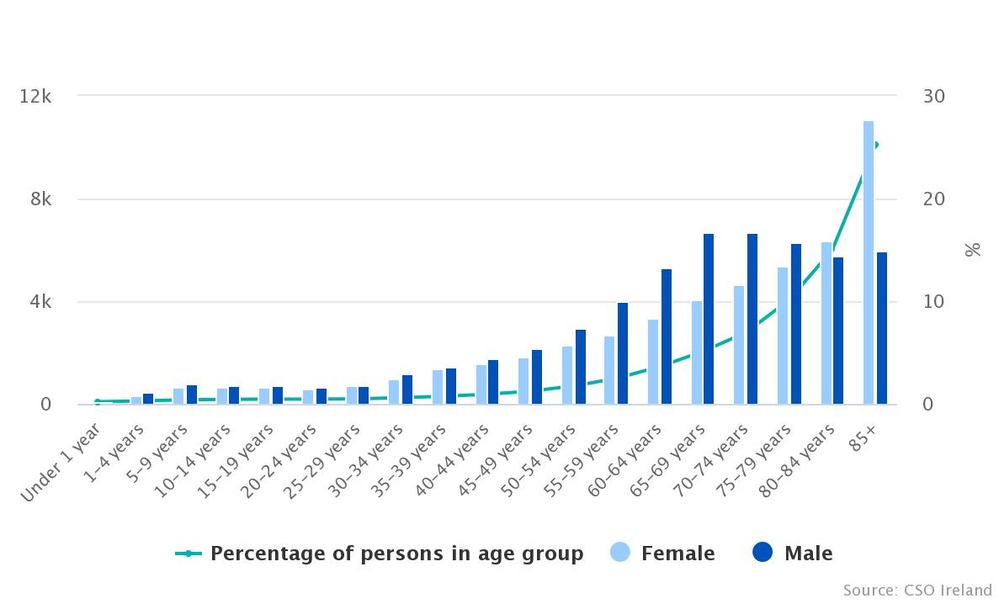 12k
30
8k
20
%
4k
10
0
0
Under 1 year
1–4 years
5–9 years
10–14 years
15–19 years
20–24 years
25–29 years
30–34 years
35–39 years
40–44 years
45–49 years
50–54 years
55–59 years
60–64 years
65–69 years
70–74 years
75–79 years
80–84 years
85+
Percentage of persons in age group Female Male
Source: CSO Ireland